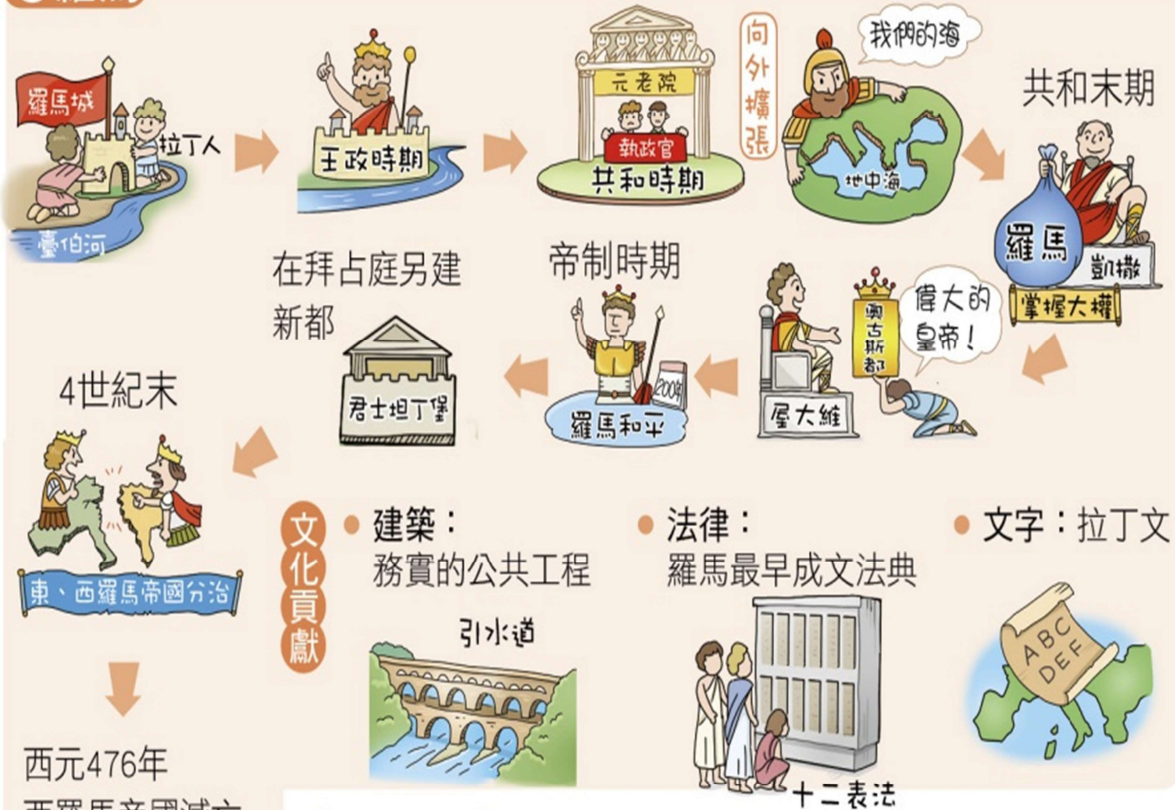 羅馬城
拉丁人
臺伯河
王政時期
元老院
執政官
共和時期
向外擴張
我們的海
地中海
共和末期
羅馬
凱撒
掌握大權
偉大的
皇帝！
奧古斯都
屋大維
帝制時期
200年
羅馬和平
在拜占庭另建
新都
君士坦丁堡
4世紀末
東、西羅馬帝國分治
西元476年
西羅馬帝國滅亡
文化貢獻
建築：
務實的公共工程
引水道
法律：
羅馬最早成文法典
十二表法
文字：拉丁文
ABC
DEF